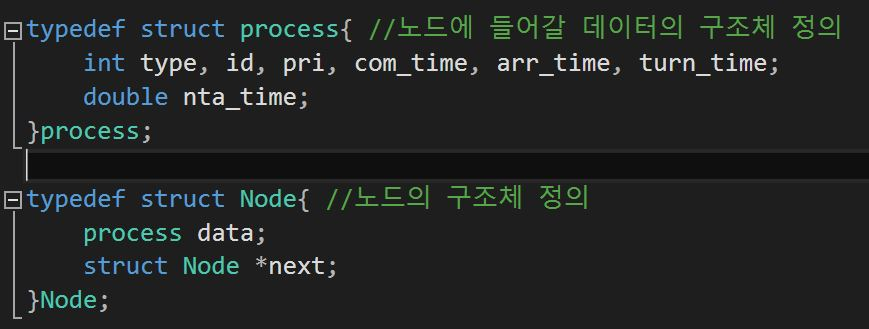 typedef struct process{ //노드에 들어갈 데이터의 구조체 정의
    int type, id, pri, com_time, arr_time, turn_time;
    double nta_time;
}process;
typedef struct Node{ //노드의 구조체 정의
    process data;
    struct Node *next;
}Node;